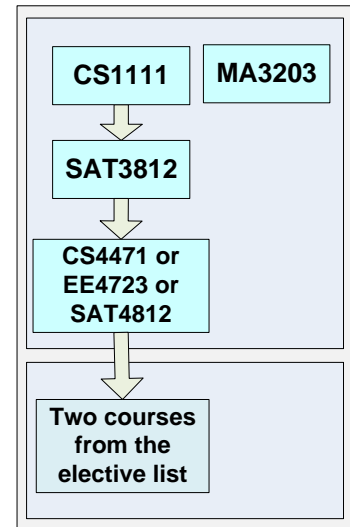 CS1111
MA3203
SAT3812
CS4471 or
EE4723 or
SAT4812
Two courses
from the
elective list